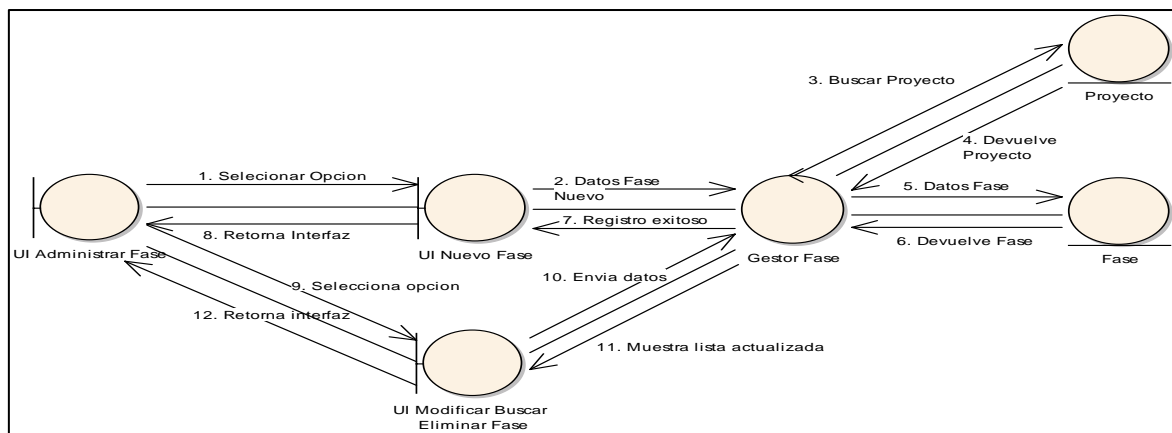 3. Buscar Proyecto
Proyecto
4. Devuelve
Proyecto
1. Selecionar Opcion
2. Datos Fase
Nuevo
5. Datos Fase
7. Registro exitoso
8. Retorna Interfaz
6. Devuelve Fase
UI Administrar Fase
UI Nuevo Fase
Gestor Fase
Fase
9. Selecciona opcion
10. Envia datos
12. Retorna interfaz
11. Muestra lista actualizada
UI Modificar Buscar
Eliminar Fase